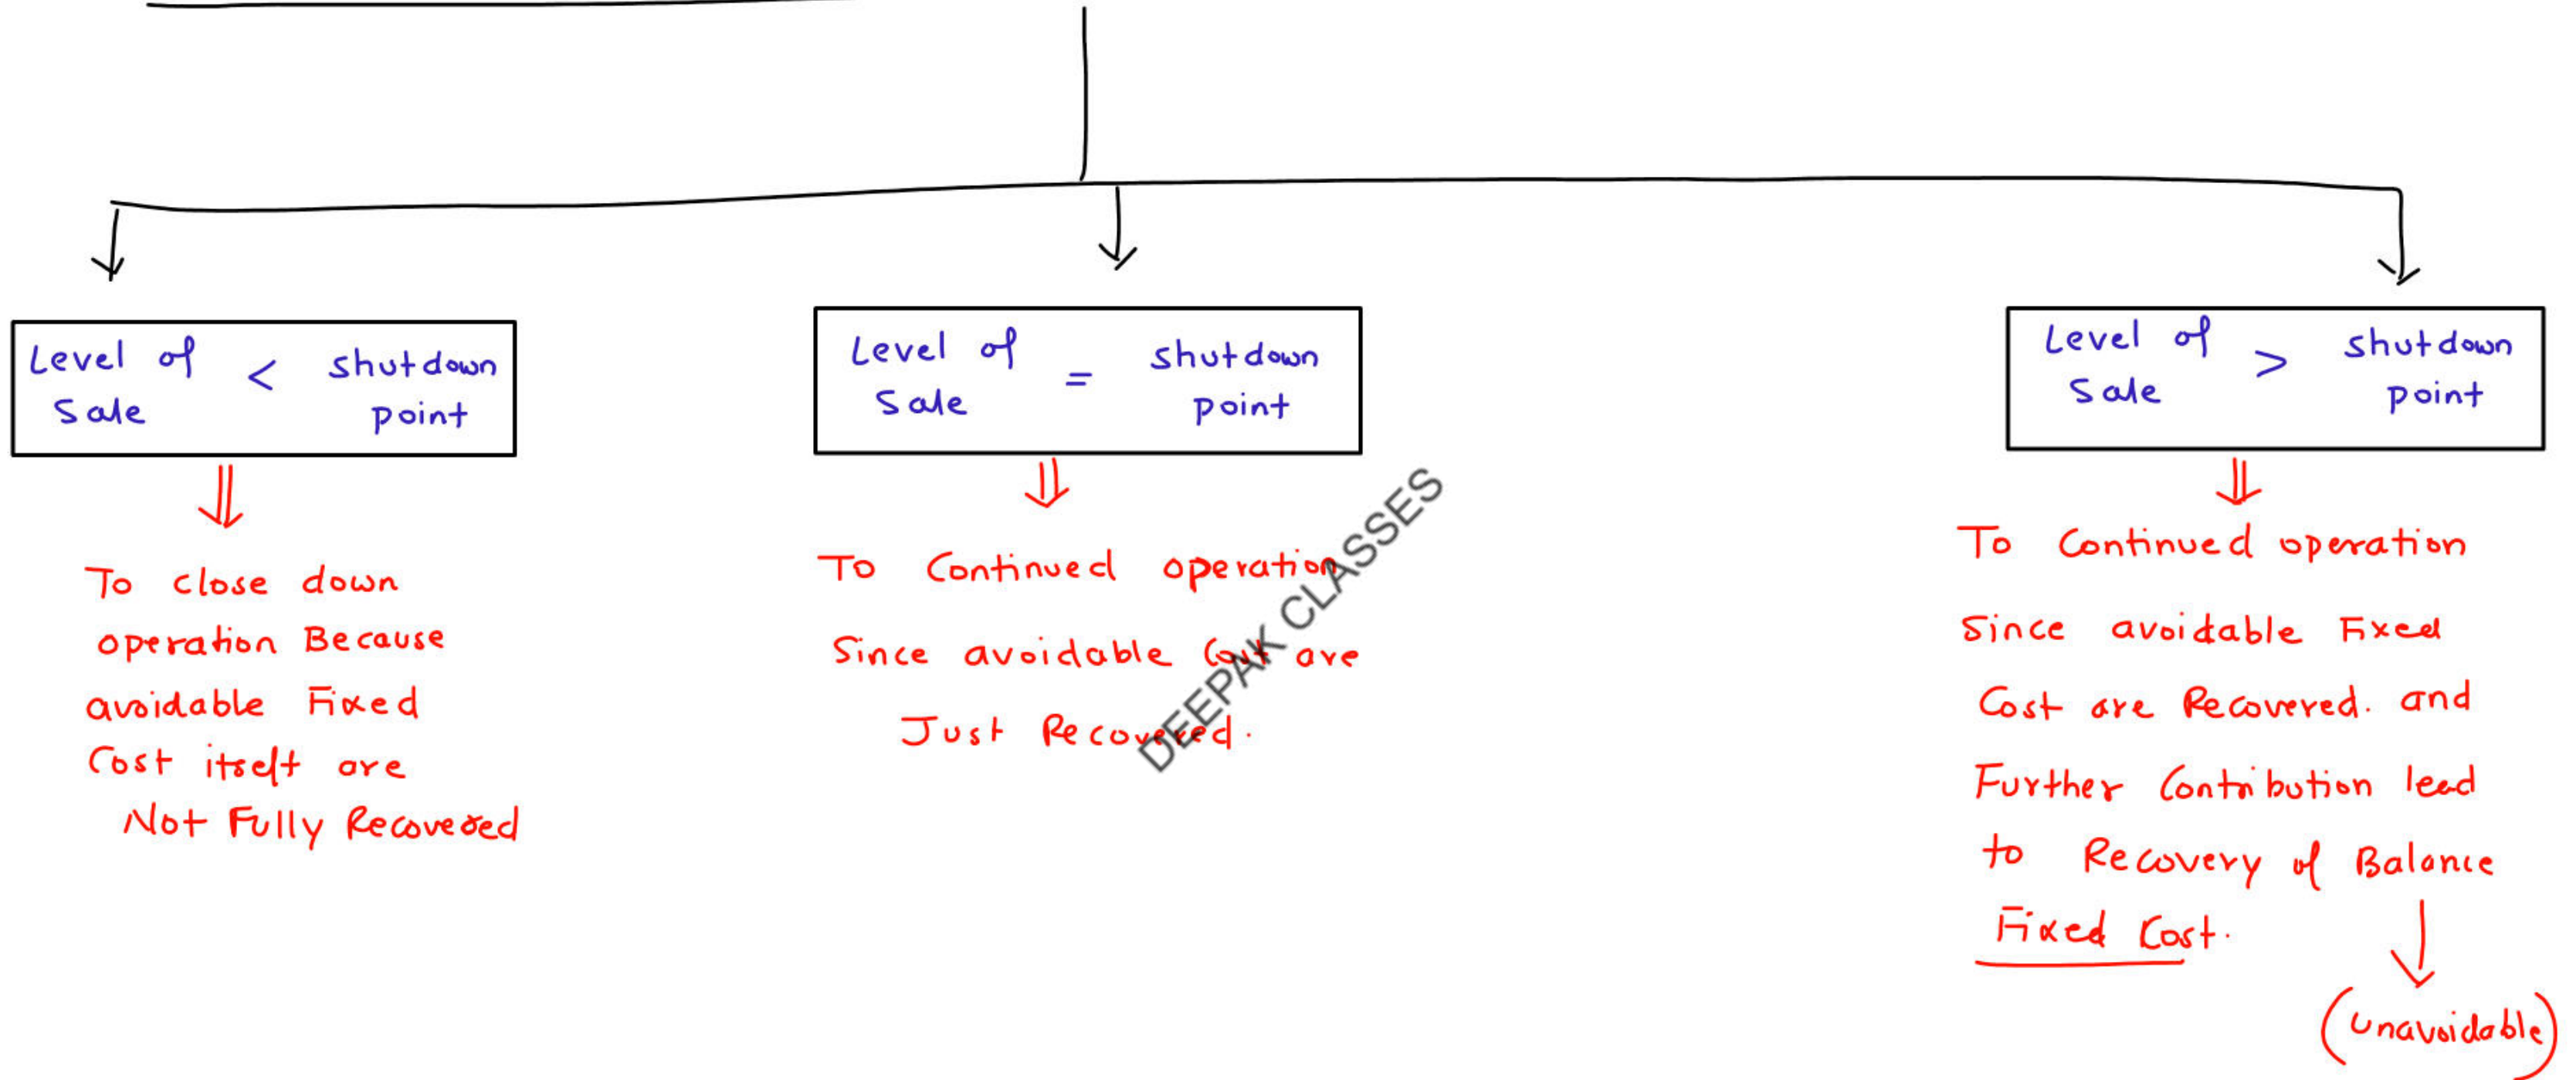 Level of < shutdown
Sale point
To close down
operation Because
avoidable Fixed
Cost itself are
Not Fully Recovered
Level of = shutdown
Sale point
To Continued operation
Since avoidable Cost are
Just Recovered.
Level of > shutdown
Sale point
To Continued operation
Since avoidable Fixed
Cost are Recovered. and
Further Contribution lead
to Recovery of Balance
Fixed Cost.
(unavoidable)
DEEPAK CLASSES